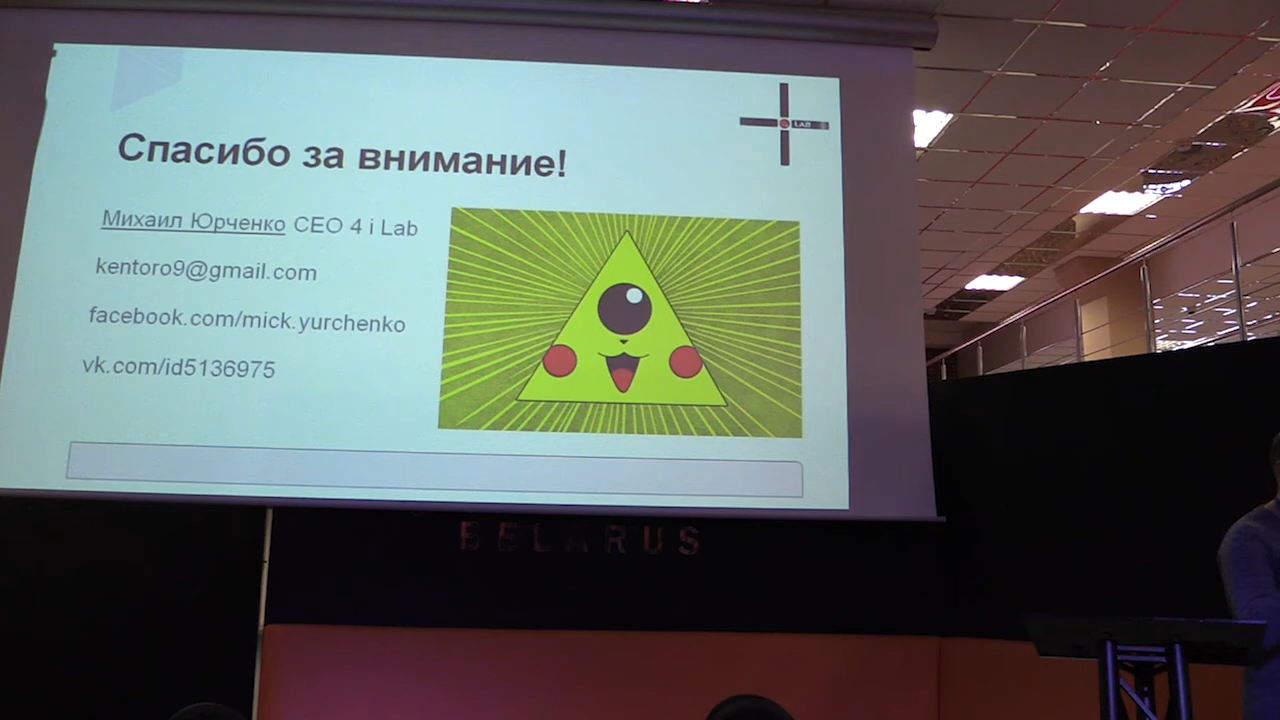 LAB
Спасибо за внимание!
Михаил Юрченко CEO 4 i Lab
kentoro9@gmail.com
facebook.com/mick.yurchenko
vk.com/id5136975
BELARUS